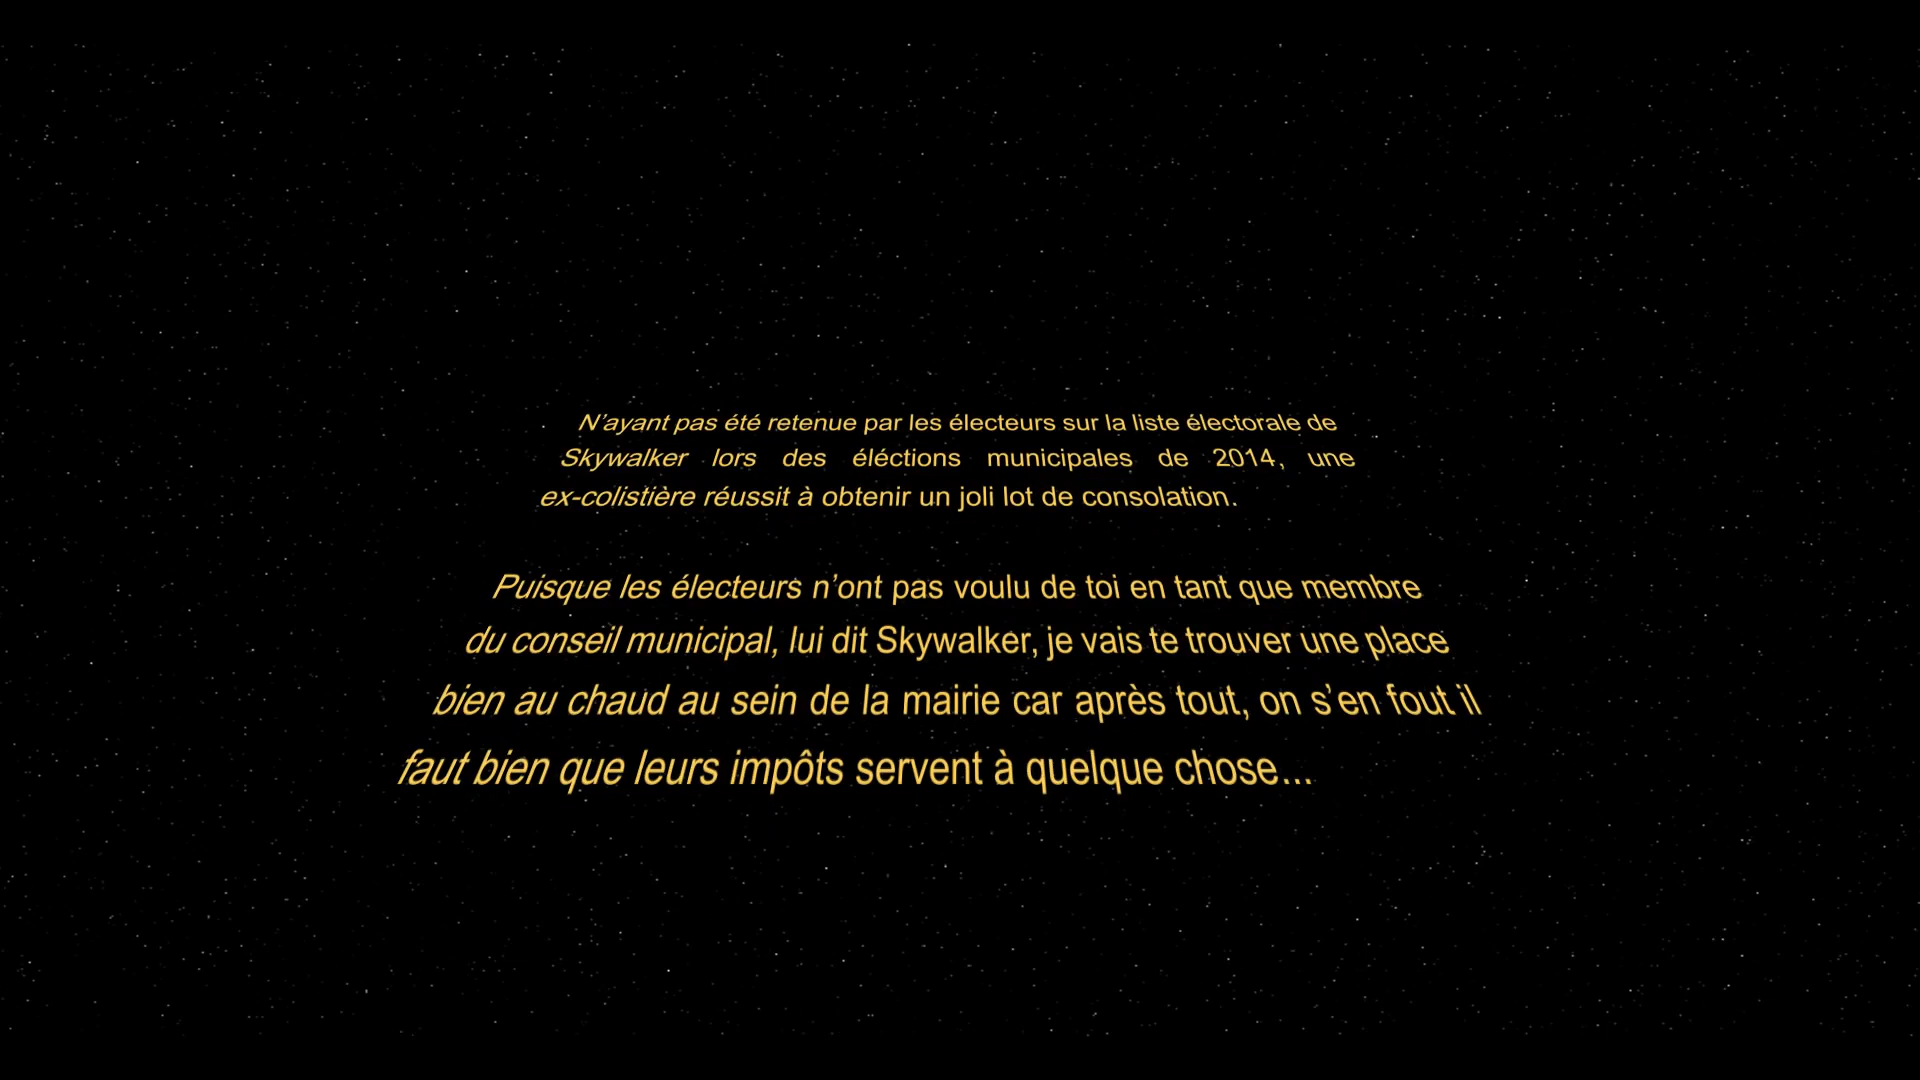 N’ayant pas été retenue par les électeurs sur la liste électorale de
Skywalker lors des éléctions municipales de 2014, une
ex-colistière réussit à obtenir un joli lot de consolation.
Puisque les électeurs n’ont pas voulu de toi en tant que membre
du conseil municipal, lui dit Skywalker, je vais te trouver une place
bien au chaud au sein de la mairie car après tout, on s’en fout il
faut bien que leurs impôts servent à quelque chose...